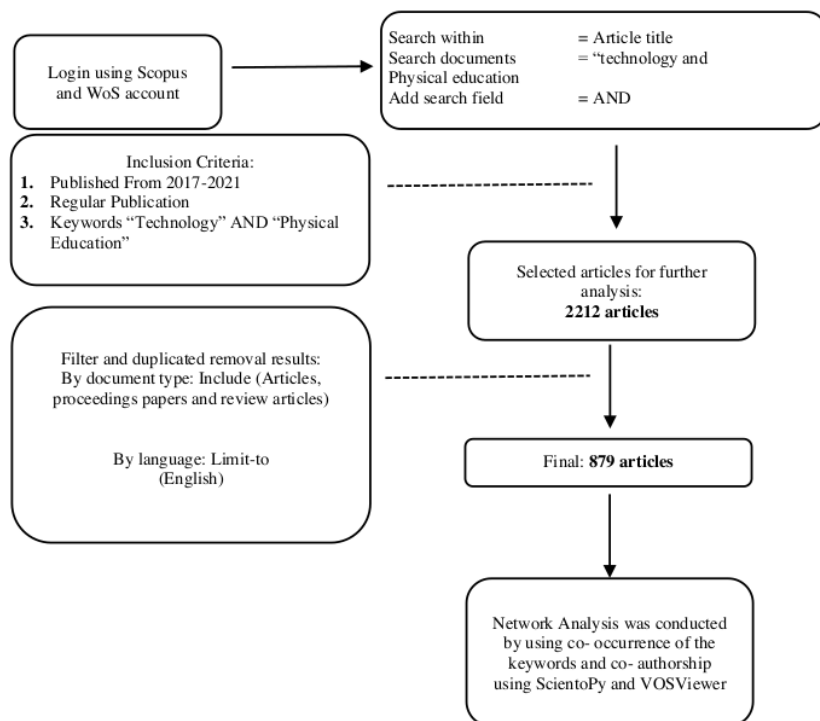 Login using Scopus
and WoS account
Search within = Article title
Search documents = “technology and
Physical education
Add search field = AND
Inclusion Criteria:
1. Published From 2017-2021
2. Regular Publication
3. Keywords “Technology” AND “Physical
Education”
Selected articles for further
analysis:
2212 articles
Filter and duplicated removal results:
By document type: Include (Articles,
proceedings papers and review articles)
By language: Limit-to
(English)
Final: 879 articles
Network Analysis was conducted
by using co- occurrence of the
keywords and co- authorship
using ScientoPy and VOSViewer